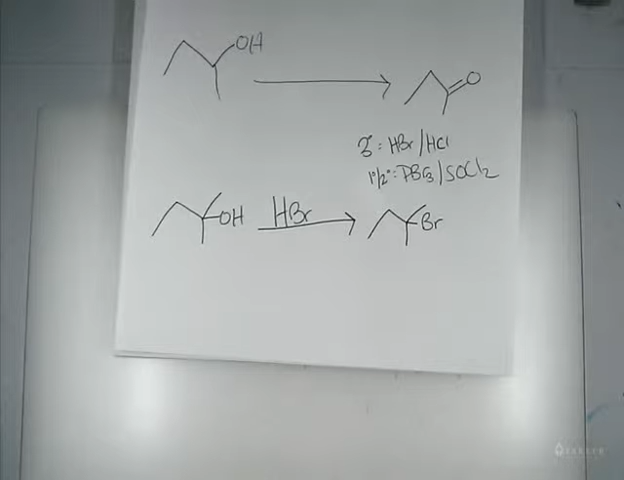 OH
O
3°: HBr/HCl
1°/2°: PBr3/SOCl2
OH HBr Br